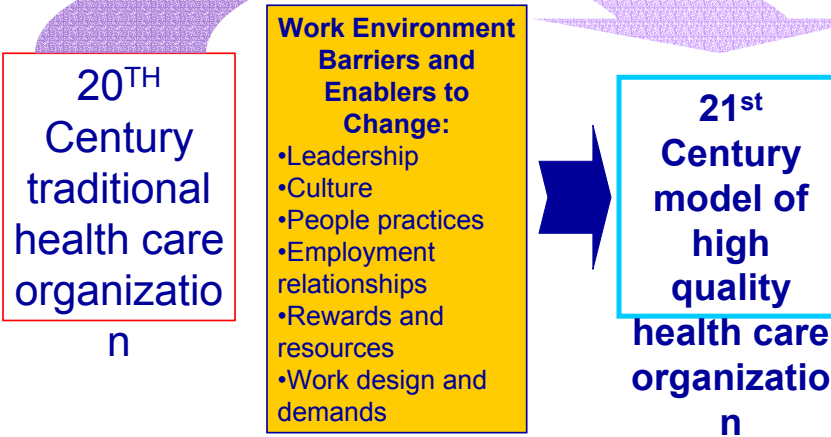 20TH
Century
traditional
health care
organizatio
n
Work Environment
Barriers and
Enablers to
Change:
•Leadership
•Culture
•People practices
•Employment
relationships
•Rewards and
resources
•Work design and
demands
21st
Century
model of
high
quality
health care
organizatio
n